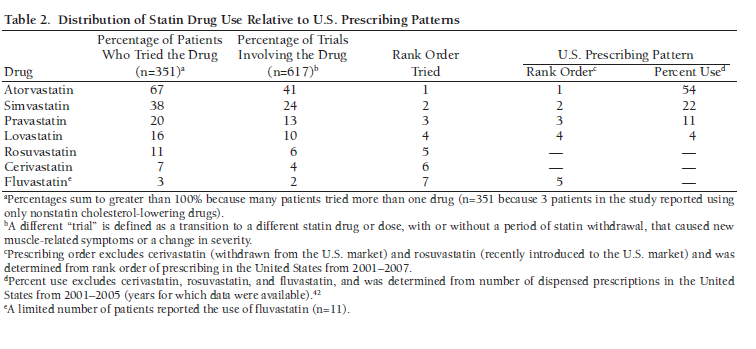 Table 2. Distribution of Statin Drug Use Relative to U.S. Prescribing Patterns
Percentage of Patients Percentage of Trials
Who Tried the Drug Involving the Drug Rank Order U.S. Prescribing Pattern
Drug (n=351)ᵃ (n=617)ᵇ Tried Rank Orderᶜ Percent Useᵈ
Atorvastatin 67 41 1 1 54
Simvastatin 38 24 2 2 22
Pravastatin 20 13 3 3 11
Lovastatin 16 10 4 4 4
Rosuvastatin 11 6 5 — —
Cerivastatin 7 4 6 — —
Fluvastatinᵉ 3 2 7 5 —
ᵃPercentages sum to greater than 100% because many patients tried more than one drug (n=351 because 3 patients in the study reported using
only nonstatin cholesterol-lowering drugs).
ᵇA different “trial” is defined as a transition to a different statin drug or dose, with or without a period of statin withdrawal, that caused new
muscle-related symptoms or a change in severity.
ᶜPrescribing order excludes cerivastatin (withdrawn from the U.S. market) and rosuvastatin (recently introduced to the U.S. market) and was
determined from rank order of prescribing in the United States from 2001–2007.
ᵈPercent use excludes cerivastatin, rosuvastatin, and fluvastatin, and was determined from number of dispensed prescriptions in the United
States from 2001–2005 (years for which data were available).⁴²
ᵉA limited number of patients reported the use of fluvastatin (n=11).